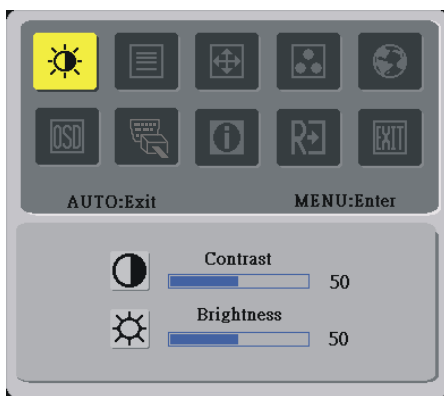 OSD
i
R
EXIT
AUTO:Exit MENU:Enter
Contrast
50
Brightness
50